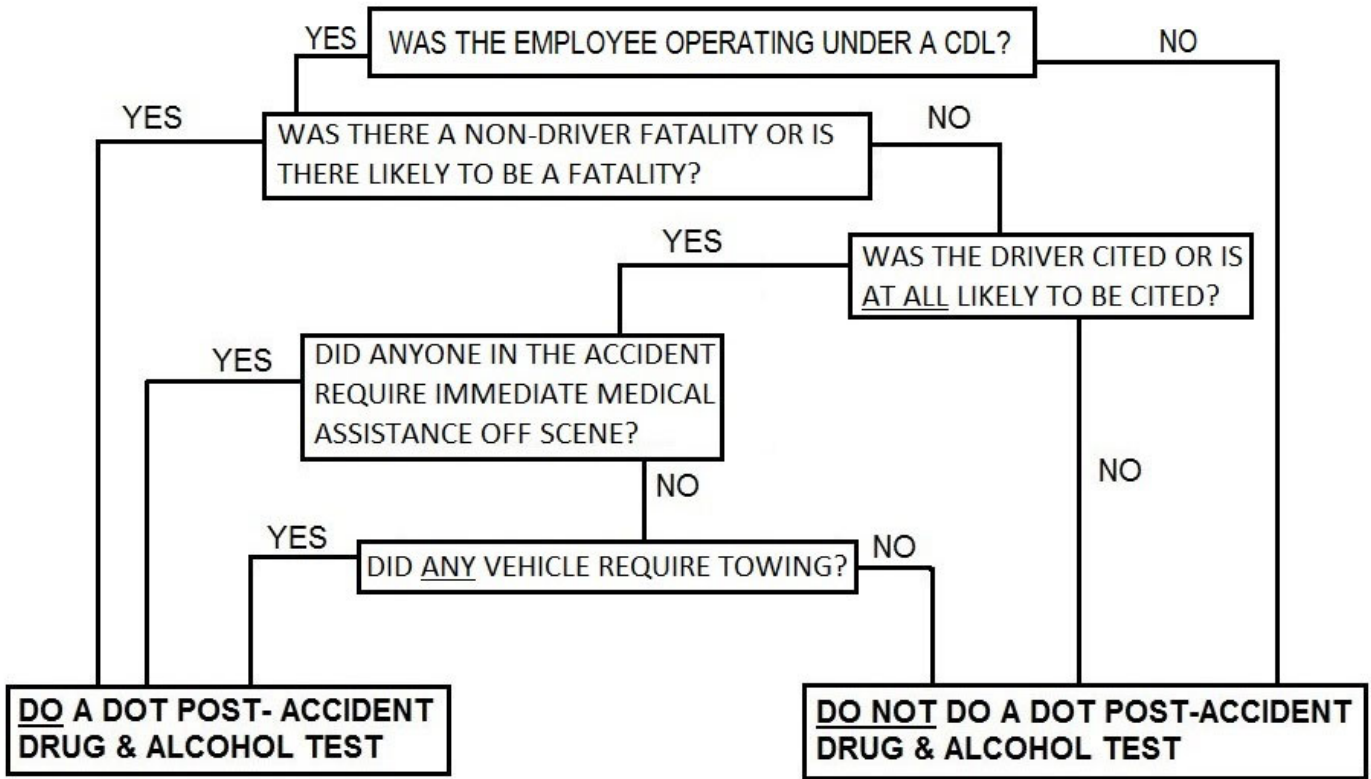 YES
WAS THE EMPLOYEE OPERATING UNDER A CDL?
NO
YES
WAS THERE A NON-DRIVER FATALITY OR IS
THERE LIKELY TO BE A FATALITY?
NO
YES
WAS THE DRIVER CITED OR IS
AT ALL LIKELY TO BE CITED?
YES
DID ANYONE IN THE ACCIDENT
REQUIRE IMMEDIATE MEDICAL
ASSISTANCE OFF SCENE?
NO
NO
YES
DID ANY VEHICLE REQUIRE TOWING?
NO
DO A DOT POST- ACCIDENT
DRUG & ALCOHOL TEST
DO NOT DO A DOT POST-ACCIDENT
DRUG & ALCOHOL TEST